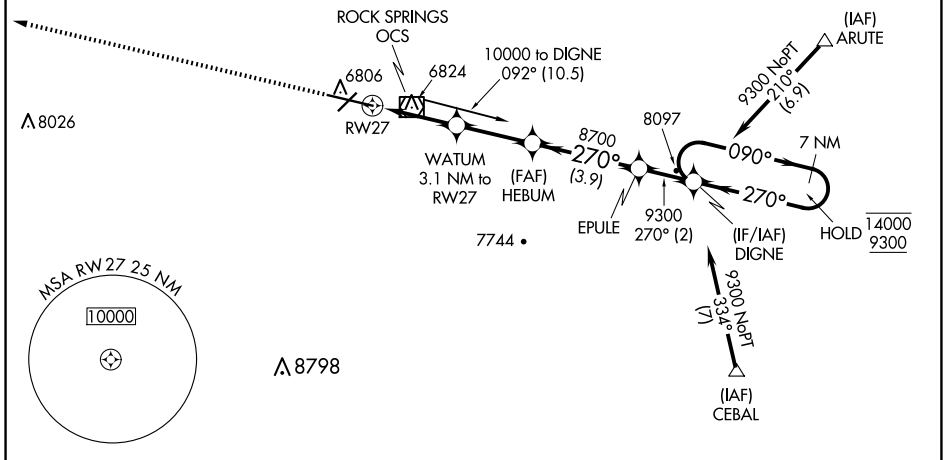 ROCK SPRINGS
OCS
(IAF)
ARUTE
10000 to DIGNE
092° (10.5)
6806
6824
9300 NoPT
210°
(6.9)
8026
RW27
8097
7 NM
8700
270°
(3.9)
090°
WATUM
3.1 NM to
RW27
(FAF)
HEBUM
EPULE
9300
270° (2)
270°
(IF/IAF)
DIGNE
HOLD
14000
9300
7744
MSA RW 27 25 NM
10000
9300 NoPT
334°
(7)
8798
(IAF)
CEBAL